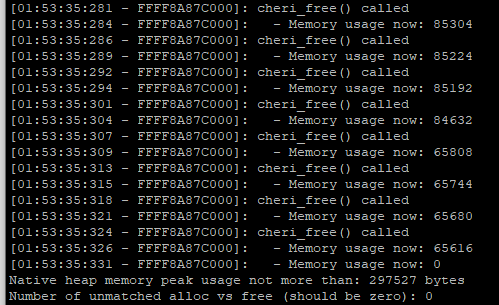 [01:53:35:281 - FFFF8A87C000]: cheri_free() called
[01:53:35:284 - FFFF8A87C000]:   - Memory usage now: 85304
[01:53:35:286 - FFFF8A87C000]: cheri_free() called
[01:53:35:289 - FFFF8A87C000]:   - Memory usage now: 85224
[01:53:35:292 - FFFF8A87C000]: cheri_free() called
[01:53:35:294 - FFFF8A87C000]:   - Memory usage now: 85192
[01:53:35:301 - FFFF8A87C000]: cheri_free() called
[01:53:35:304 - FFFF8A87C000]:   - Memory usage now: 84632
[01:53:35:307 - FFFF8A87C000]: cheri_free() called
[01:53:35:309 - FFFF8A87C000]:   - Memory usage now: 65808
[01:53:35:313 - FFFF8A87C000]: cheri_free() called
[01:53:35:315 - FFFF8A87C000]:   - Memory usage now: 65744
[01:53:35:318 - FFFF8A87C000]: cheri_free() called
[01:53:35:321 - FFFF8A87C000]:   - Memory usage now: 65680
[01:53:35:324 - FFFF8A87C000]: cheri_free() called
[01:53:35:326 - FFFF8A87C000]:   - Memory usage now: 65616
[01:53:35:331 - FFFF8A87C000]:   - Memory usage now: 0
Native heap memory peak usage not more than: 297527 bytes
Number of unmatched alloc vs free (should be zero): 0